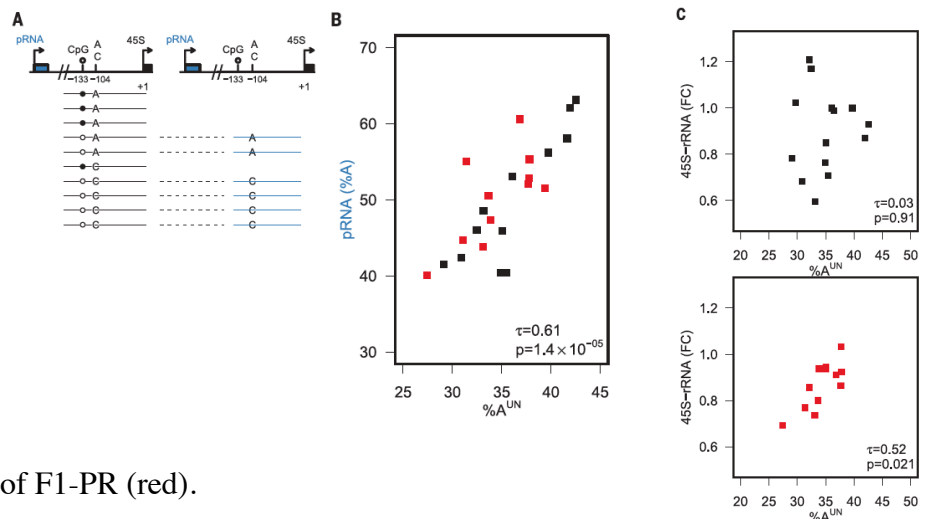 A
pRNA
CpG
A
C
45S
−133
−104
+1
A
A
A
A
A
C
C
C
C
C
pRNA
CpG
A
C
45S
−133
−104
+1
A
A
C
C
C
C
B
pRNA (%A)
70
60
50
40
30
τ=0.61
p=1.4×10⁻⁰⁵
25 30 35 40 45
%Aᵁᴺ
C
45S−rRNA (FC)
1.2
1.0
0.8
0.6
τ=0.03
p=0.91
20 25 30 35 40 45 50
%Aᵁᴺ
45S−rRNA (FC)
1.2
1.0
0.8
0.6
τ=0.52
p=0.021
20 25 30 35 40 45 50
%Aᵁᴺ
of F1-PR (red).